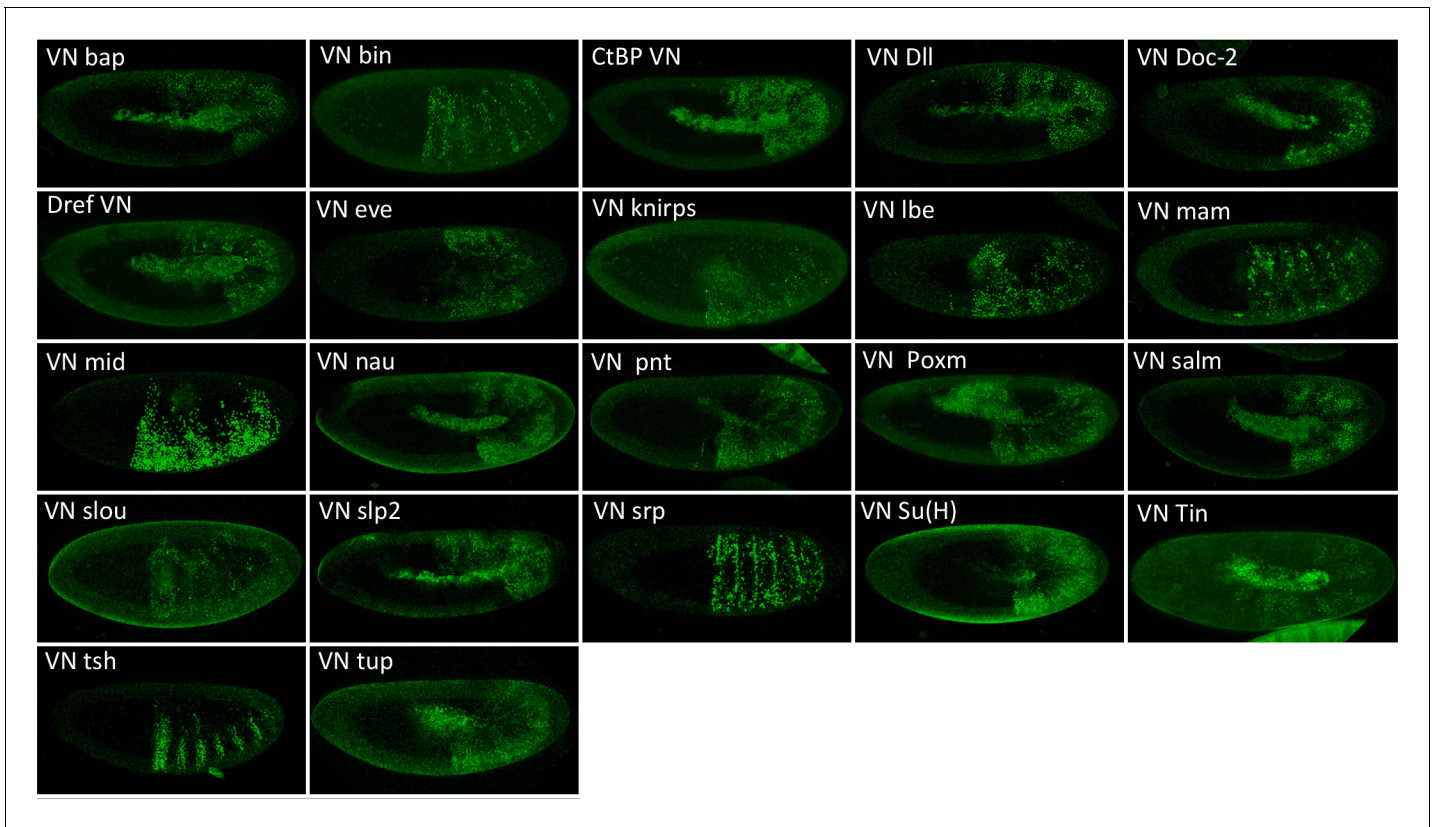 VN bap
VN bin
CtBP VN
VN Dll
VN Doc-2
Dref VN
VN eve
VN knirps
VN lbe
VN mam
VN mid
VN nau
VN pnt
VN Poxm
VN salm
VN slou
VN slp2
VN srp
VN Su(H)
VN Tin
VN tsh
VN tup